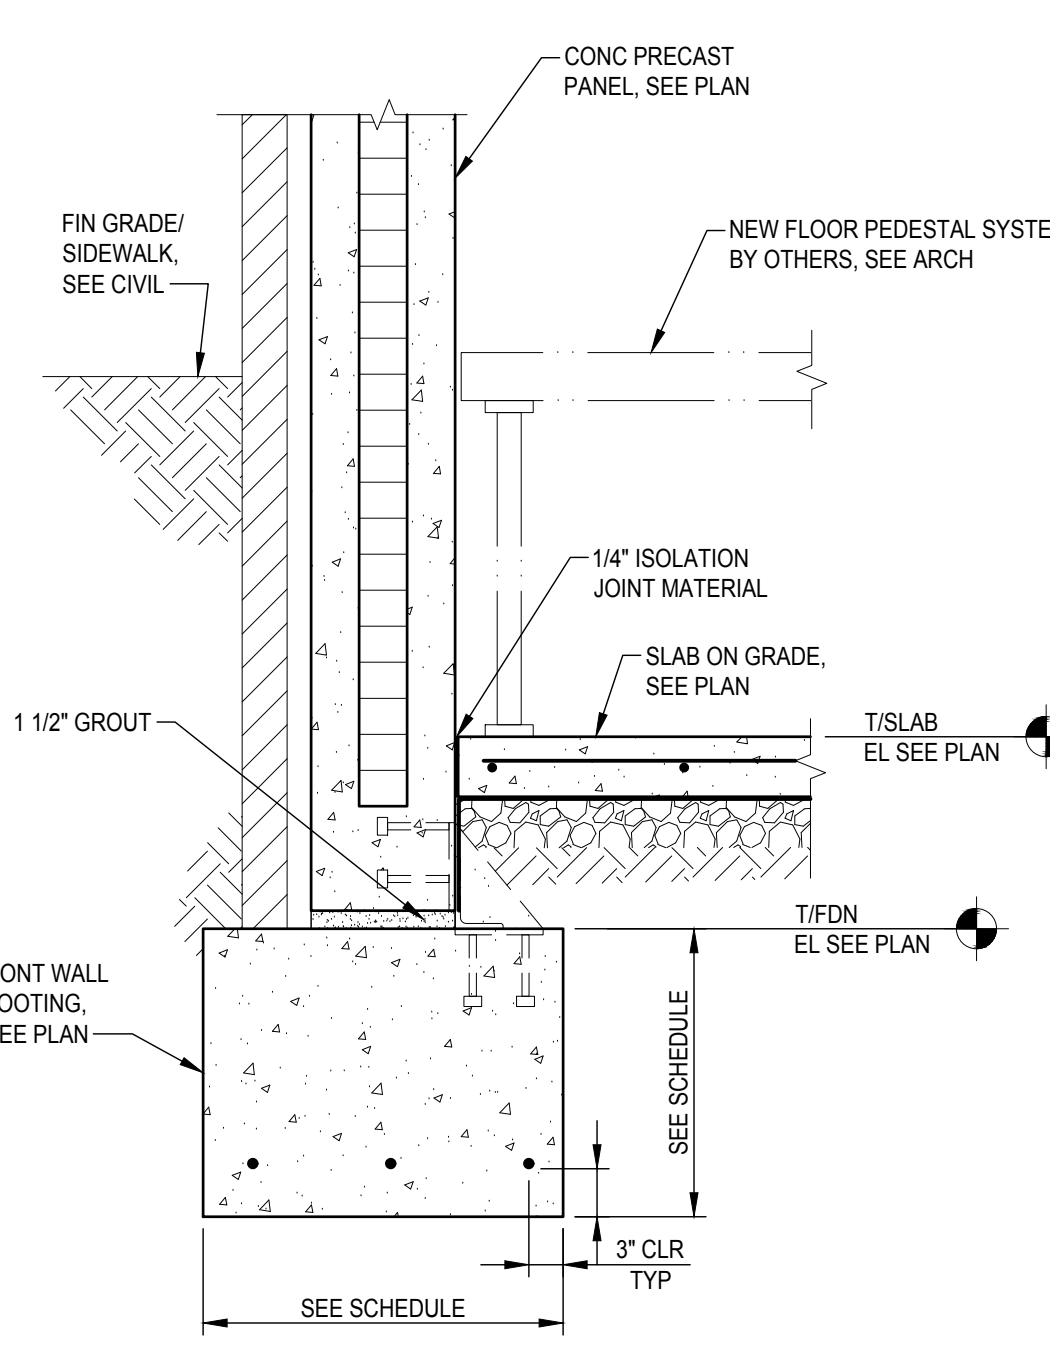 CONC PRECAST
PANEL, SEE PLAN
FIN GRADE/
SIDEWALK,
SEE CIVIL
NEW FLOOR PEDESTAL SYSTE
BY OTHERS, SEE ARCH
1/4" ISOLATION
JOINT MATERIAL
SLAB ON GRADE,
SEE PLAN
1 1/2" GROUT
T/SLAB
EL SEE PLAN
T/FDN
EL SEE PLAN
ONT WALL
OOTING,
EE PLAN
SEE SCHEDULE
3" CLR
TYP
SEE SCHEDULE